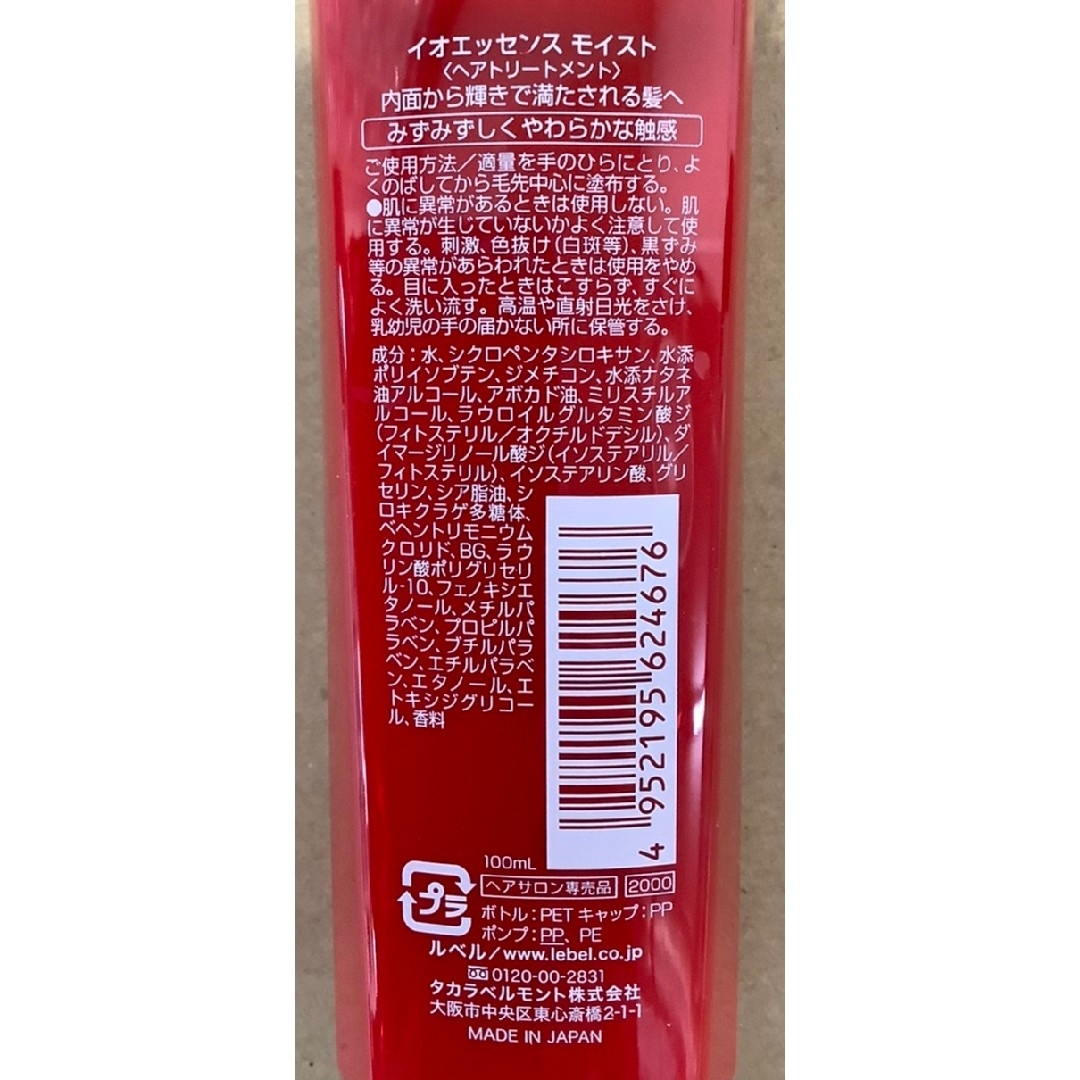 イオエッセンス モイスト
〈ヘアトリートメント〉
内面から輝きで満たされる髪へ
みずみずしくやわらかな触感
ご使用方法／適量を手のひらにとり、よ
くのばしてから毛先中心に塗布する。
●肌に異常があるときは使用しない。肌
に異常が生じていないかよく注意して使
用する。刺激、色抜け(白斑等)、黒ずみ
等の異常があらわれたときは使用をやめ
る。目に入ったときはこすらず、すぐに
よく洗い流す。高温や直射日光をさけ、
乳幼児の手の届かない所に保管する。
成分：水、シクロペンタシロキサン、水添
ポリイソブテン、ジメチコン、水添ナタネ
油アルコール、アボカド油、ミリスチルア
ルコール、ラウロイルグルタミン酸ジ
(フィトステリル／オクチルドデシル)、ダ
イマージリノール酸ジ(イソステアリル／
フィトステリル)、イソステアリン酸、グリ
セリン、シア脂油、シ
ロキクラゲ多糖体、
ベヘントリモニウム
クロリド、BG、ラウ
リン酸ポリグリセリ
ル-10、フェノキシエ
タノール、メチルパ
ラベン、プロピルパ
ラベン、ブチルパラ
ベン、エチルパラベ
ン、エタノール、エ
トキシジグリコー
ル、香料
4 952195 624676
100mL
プラ
ヘアサロン専売品 2000
ボトル：PET キャップ：PP
ポンプ：PP、PE
ルベル／www.lebel.co.jp
0120-00-2831
タカラベルモント株式会社
大阪市中央区東心斎橋2-1-1
MADE IN JAPAN